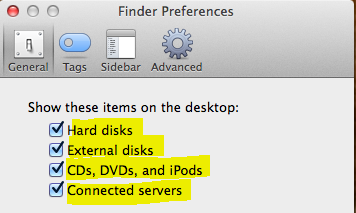 Finder Preferences
General Tags Sidebar Advanced
Show these items on the desktop:
Hard disks
External disks
CDs, DVDs, and iPods
Connected servers